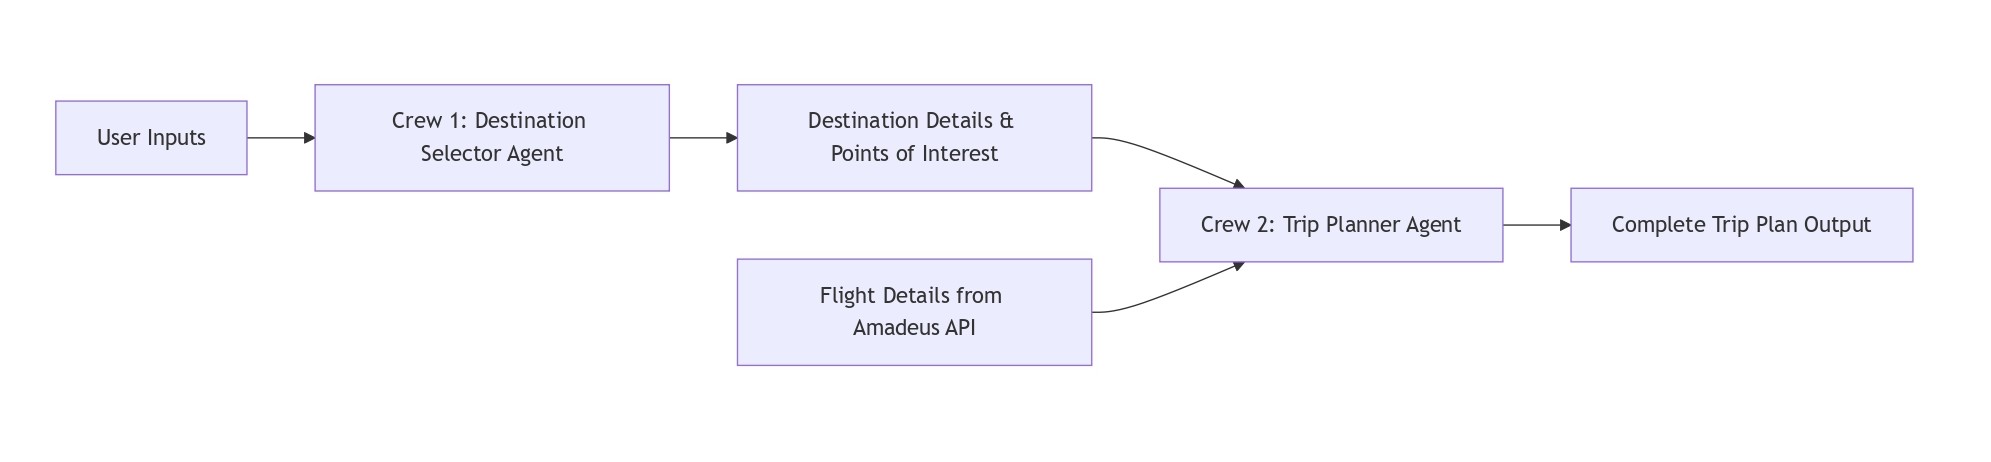 User Inputs
Crew 1: Destination
Selector Agent
Destination Details &
Points of Interest
Flight Details from
Amadeus API
Crew 2: Trip Planner Agent
Complete Trip Plan Output